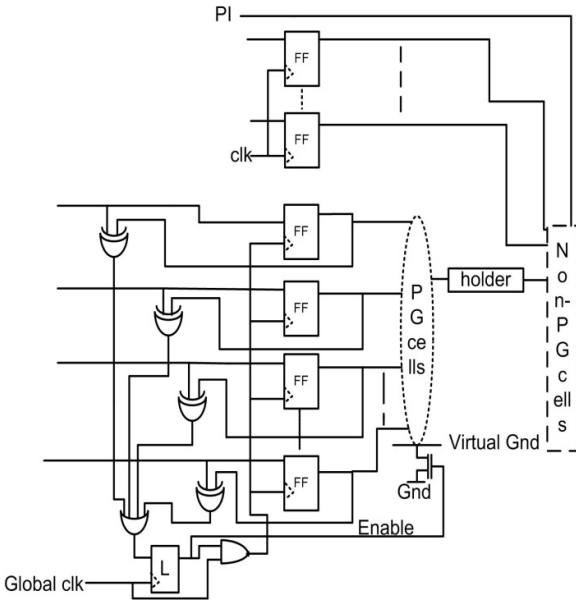 PI
FF
FF
clk
FF
FF
FF
FF
P
G
ce
lls
holder
N
o
n-
P
G
c
ell
s
Virtual Gnd
Gnd
Enable
L
Global clk